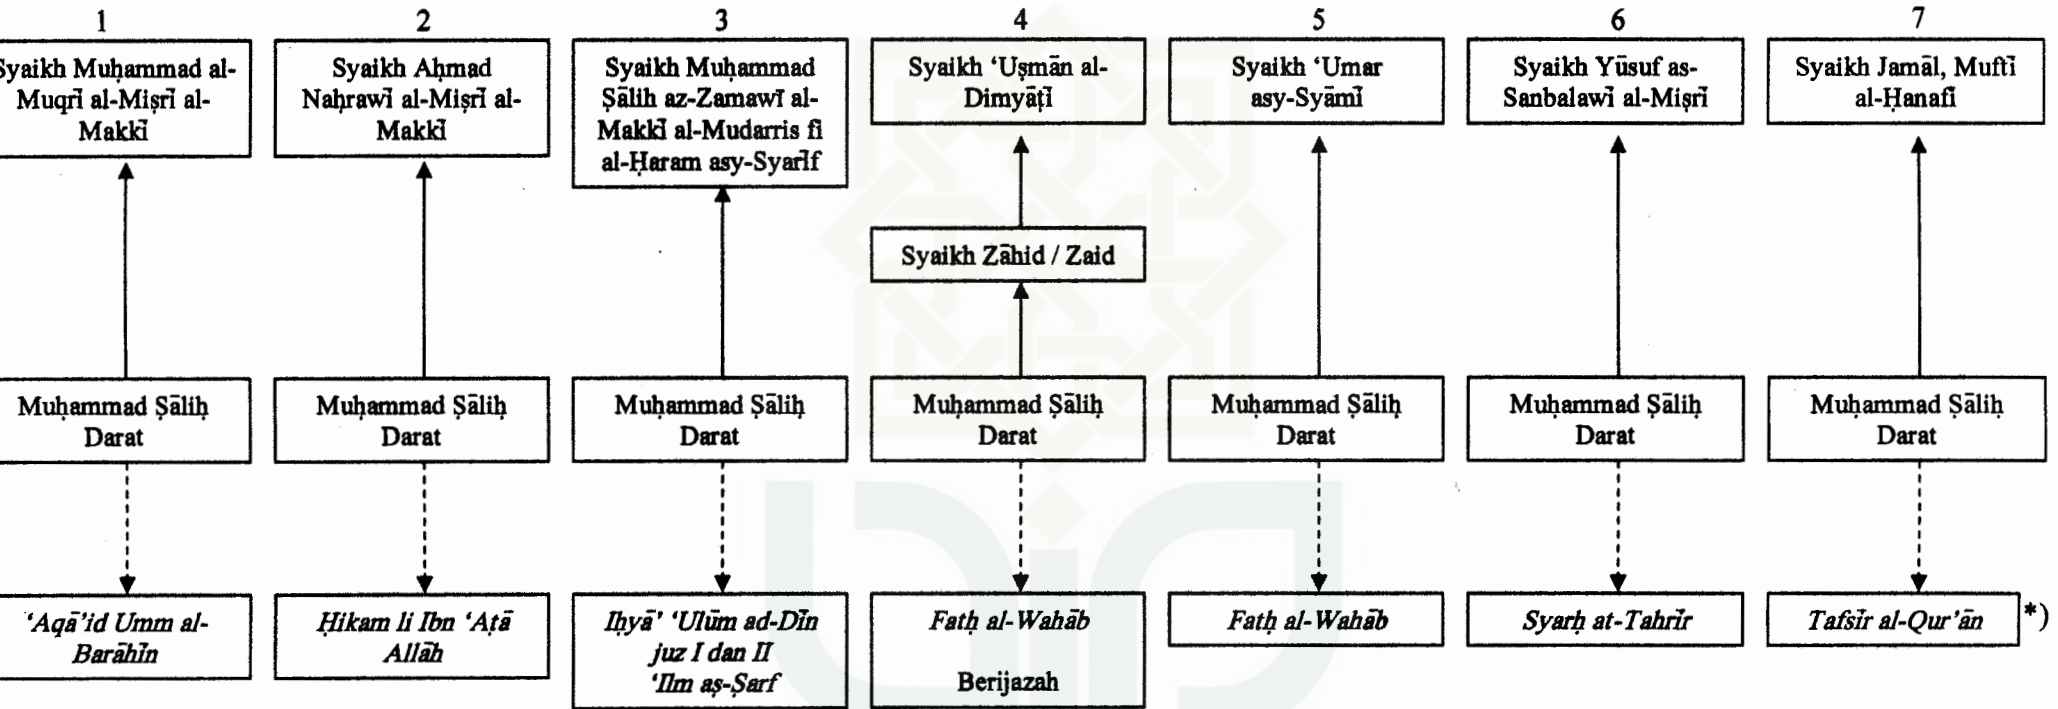 1 2 3 4 5 6 7
Syaikh Muḥammad al-
Muqrī al-Miṣrī al-
Makkī
Syaikh Aḥmad
Naḥrawī al-Miṣrī al-
Makkī
Syaikh Muḥammad
Ṣālih az-Zamawī al-
Makkī al-Mudarris fi
al-Ḥaram asy-Syarīf
Syaikh ‘Uṣmān al-
Dimyāṭī
Syaikh ‘Umar
asy-Syāmī
Syaikh Yūsuf as-
Sanbalawī al-Miṣrī
Syaikh Jamāl, Muftī
al-Ḥanafī
Syaikh Zāhid / Zaid
Muḥammad Ṣāliḥ
Darat
Muḥammad Ṣāliḥ
Darat
Muḥammad Ṣāliḥ
Darat
Muḥammad Ṣāliḥ
Darat
Muḥammad Ṣāliḥ
Darat
Muḥammad Ṣāliḥ
Darat
Muḥammad Ṣāliḥ
Darat
‘Aqā’id Umm al-
Barāhīn
Ḥikam li Ibn ‘Aṭā
Allāh
Iḥyā’ ‘Ulūm ad-Dīn
juz I dan II
‘Ilm aṣ-Ṣarf
Fatḥ al-Wahāb
Berijazah
Fatḥ al-Wahāb
Syarḥ at-Tahrīr
Tafsīr al-Qur’ān *)